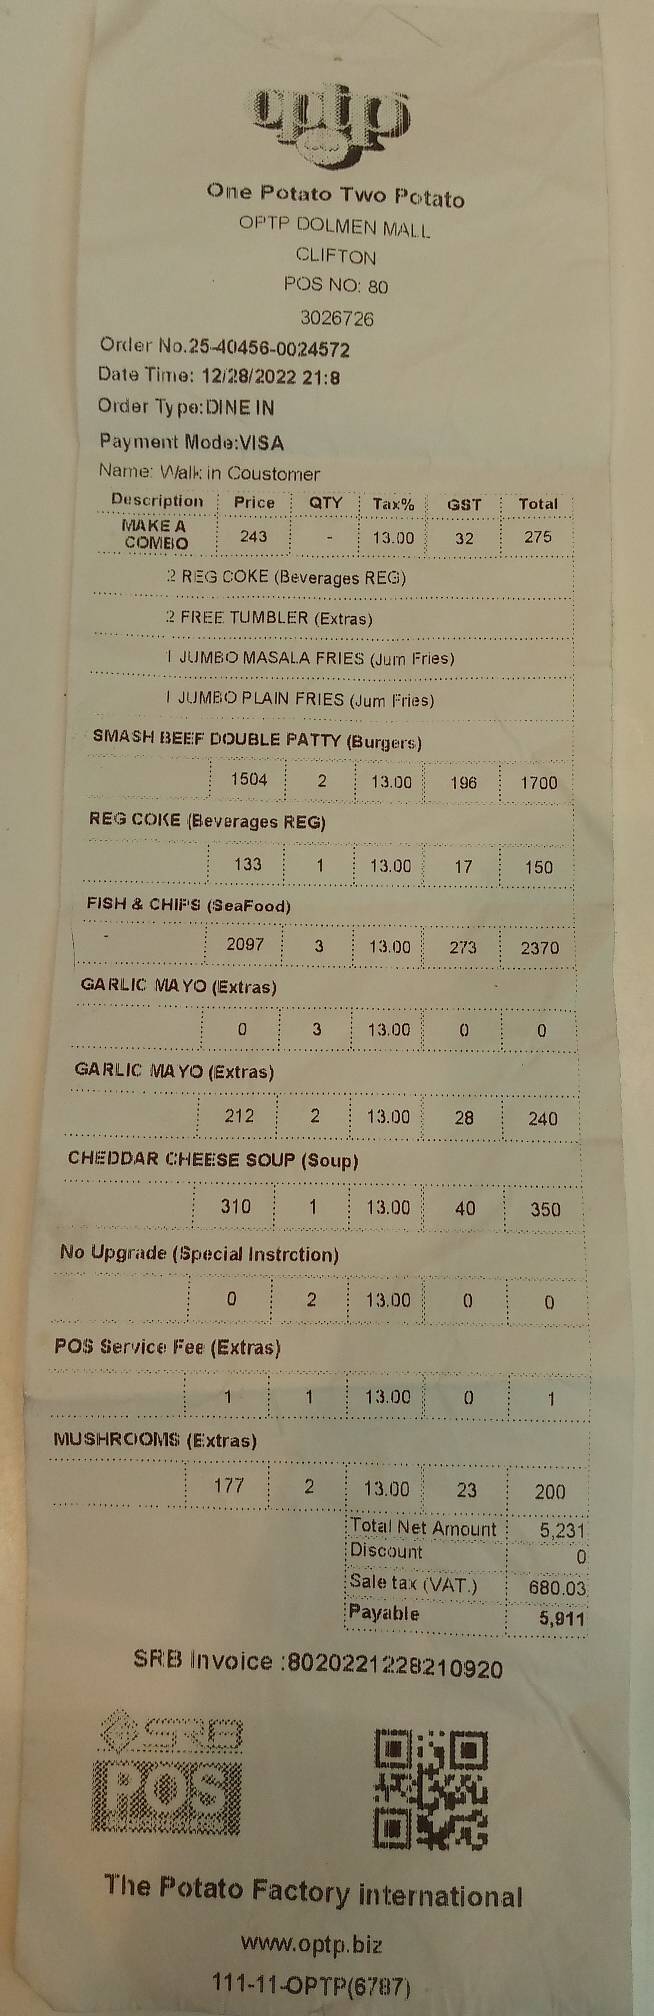 optp
One Potato Two Potato
OPTP DOLMEN MALL
CLIFTON
POS NO: 80
3026726
Order No.25-40456-0024572
Date Time: 12/28/2022 21:8
Order Type:DINE IN
Payment Mode:VISA
Name: Walk in Coustomer
Description Price QTY Tax% GST Total
MAKE A COMBO 243 - 13.00 32 275
2 REG COKE (Beverages REG)
2 FREE TUMBLER (Extras)
1 JUMBO MASALA FRIES (Jum Fries)
1 JUMBO PLAIN FRIES (Jum Fries)
SMASH BEEF DOUBLE PATTY (Burgers)
1504 2 13.00 196 1700
REG COKE (Beverages REG)
133 1 13.00 17 150
FISH & CHIPS (SeaFood)
2097 3 13.00 273 2370
GARLIC MAYO (Extras)
0 3 13.00 0 0
GARLIC MAYO (Extras)
212 2 13.00 28 240
CHEDDAR CHEESE SOUP (Soup)
310 1 13.00 40 350
No Upgrade (Special Instrction)
0 2 13.00 0 0
POS Service Fee (Extras)
1 1 13.00 0 1
MUSHROOMS (Extras)
177 2 13.00 23 200
Total Net Amount 5,231
Discount 0
Sale tax (VAT.) 680.03
Payable 5,911
SRB Invoice :8020221228210920
SRB
POS
The Potato Factory international
www.optp.biz
111-11-OPTP(6787)